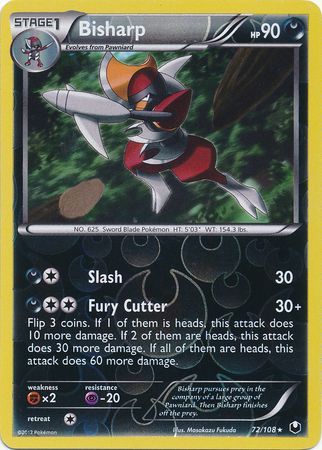 STAGE1
Bisharp
HP 90
Evolves from Pawniard
NO. 625 Sword Blade Pokémon HT: 5'03" WT: 154.3 lbs.
Slash 30
Fury Cutter 30+
Flip 3 coins. If 1 of them is heads, this attack does
10 more damage. If 2 of them are heads, this attack
does 30 more damage. If all of them are heads, this
attack does 60 more damage.
weakness
×2
resistance
-20
retreat
Bisharp pursues prey in the
company of a large group of
Pawniard. Then Bisharp finishes
off the prey.
©2012 Pokémon
Illus. Masakazu Fukuda
72/108 ★